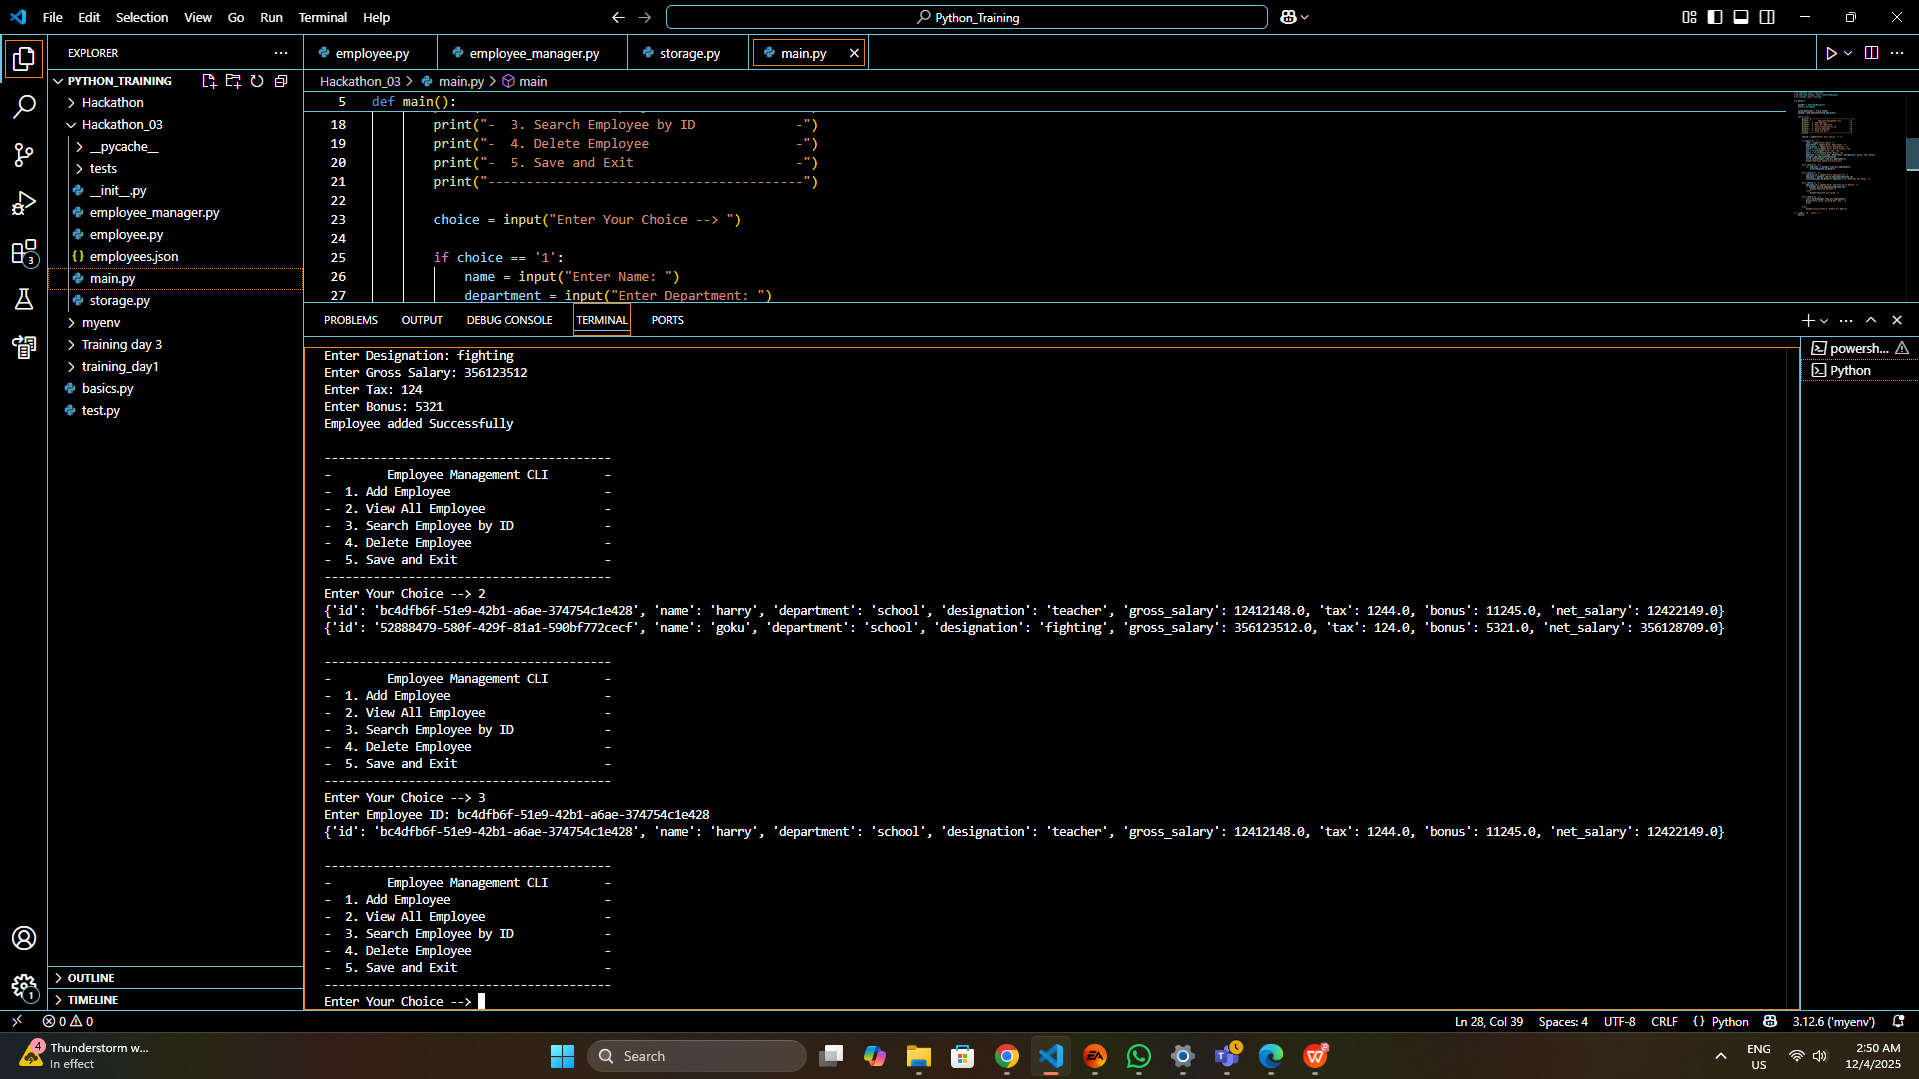 File Edit Selection View Go Run Terminal Help
Python_Training
EXPLORER
PYTHON_TRAINING
Hackathon
Hackathon_03
__pycache__
tests
__init__.py
employee_manager.py
employee.py
employees.json
main.py
storage.py
myenv
Training day 3
training_day1
basics.py
test.py
OUTLINE
TIMELINE
3
1
employee.py employee_manager.py storage.py main.py
Hackathon_03 > main.py > main
5 def main():
18 print("-  3. Search Employee by ID             -")
19 print("-  4. Delete Employee                   -")
20 print("-  5. Save and Exit                     -")
21 print("-----------------------------------------")
22
23 choice = input("Enter Your Choice --> ")
24
25 if choice == '1':
26 name = input("Enter Name: ")
27 department = input("Enter Department: ")
PROBLEMS OUTPUT DEBUG CONSOLE TERMINAL PORTS
powersh...
Python
Enter Designation: fighting
Enter Gross Salary: 356123512
Enter Tax: 124
Enter Bonus: 5321
Employee added Successfully
-----------------------------------------
-        Employee Management CLI        -
-  1. Add Employee                      -
-  2. View All Employee                 -
-  3. Search Employee by ID             -
-  4. Delete Employee                   -
-  5. Save and Exit                     -
-----------------------------------------
Enter Your Choice --> 2
{'id': 'bc4dfb6f-51e9-42b1-a6ae-374754c1e428', 'name': 'harry', 'department': 'school', 'designation': 'teacher', 'gross_salary': 12412148.0, 'tax': 1244.0, 'bonus': 11245.0, 'net_salary': 12422149.0}
{'id': '52888479-580f-429f-81a1-590bf772cecf', 'name': 'goku', 'department': 'school', 'designation': 'fighting', 'gross_salary': 356123512.0, 'tax': 124.0, 'bonus': 5321.0, 'net_salary': 356128709.0}
-----------------------------------------
-        Employee Management CLI        -
-  1. Add Employee                      -
-  2. View All Employee                 -
-  3. Search Employee by ID             -
-  4. Delete Employee                   -
-  5. Save and Exit                     -
-----------------------------------------
Enter Your Choice --> 3
Enter Employee ID: bc4dfb6f-51e9-42b1-a6ae-374754c1e428
{'id': 'bc4dfb6f-51e9-42b1-a6ae-374754c1e428', 'name': 'harry', 'department': 'school', 'designation': 'teacher', 'gross_salary': 12412148.0, 'tax': 1244.0, 'bonus': 11245.0, 'net_salary': 12422149.0}
-----------------------------------------
-        Employee Management CLI        -
-  1. Add Employee                      -
-  2. View All Employee                 -
-  3. Search Employee by ID             -
-  4. Delete Employee                   -
-  5. Save and Exit                     -
-----------------------------------------
Enter Your Choice -->
0 0
Ln 28, Col 39 Spaces: 4 UTF-8 CRLF {} Python 3.12.6 ('myenv')
4
Thunderstorm w...
In effect
Search
EA
ENG
US
2:50 AM
12/4/2025